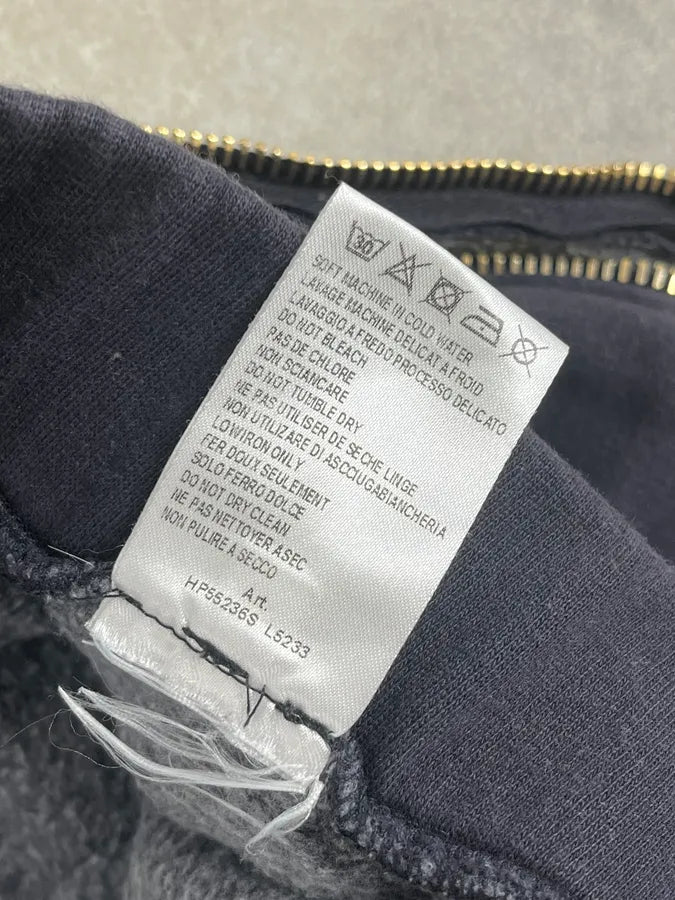 30
SOFT MACHINE IN COLD WATER
LAVAGE MACHINE DELICAT A FROID
LAVAGGIO A FREDO PROCESSO DELICATO
DO NOT BLEACH
PAS DE CHLORE
NON SCIANCARE
DO NOT TUMBLE DRY
NE PAS UTILISER DE SECHE LINGE
NON UTILIZARE DI ASCIUGABIANCHERIA
LOW IRON ONLY
FER DOUX SEULEMENT
SOLO FERRO DOLCE
DO NOT DRY CLEAN
NE PAS NETTOYER A SEC
NON PULIRE A SECCO
Art.
HP55236S L5233